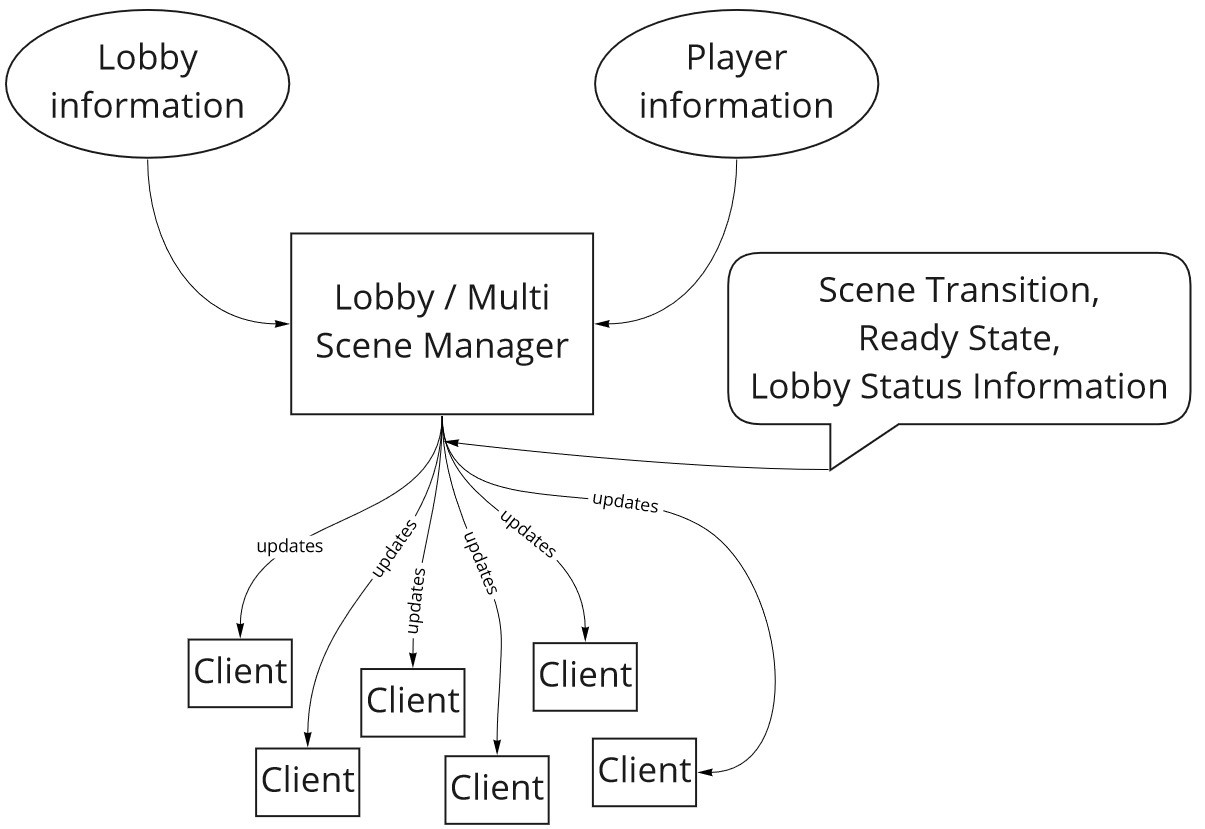 Lobby
information
Player
information
Lobby / Multi
Scene Manager
Scene Transition,
Ready State,
Lobby Status Information
updates
updates
updates
updates
updates
updates
Client
Client
Client
Client
Client
Client